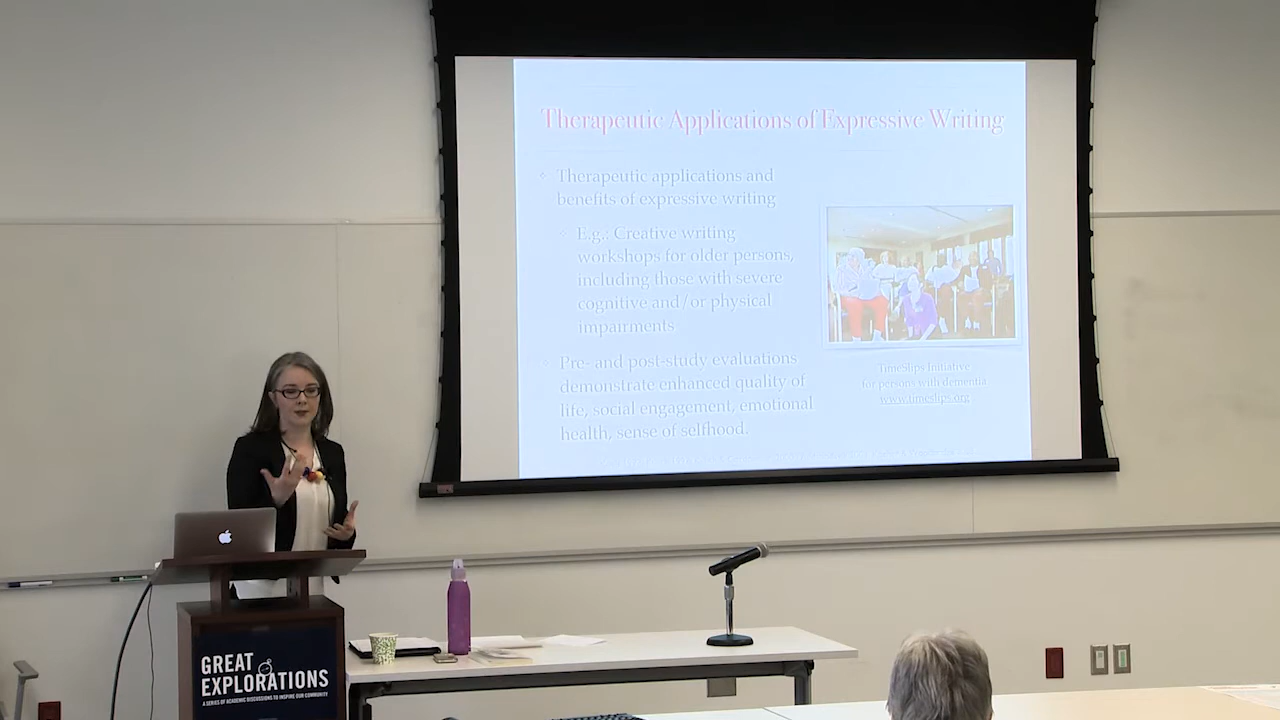 Therapeutic Applications of Expressive Writing
Therapeutic applications and
benefits of expressive writing
E.g.: Creative writing
workshops for older persons,
including those with severe
cognitive and/or physical
impairments
Pre- and post-study evaluations
demonstrate enhanced quality of
life, social engagement, emotional
health, sense of selfhood.
TimeSlips Initiative
for persons with dementia
www.timeslips.org
GREAT
EXPLORATIONS
A SERIES OF ACADEMIC DISCUSSIONS TO INSPIRE OUR COMMUNITY